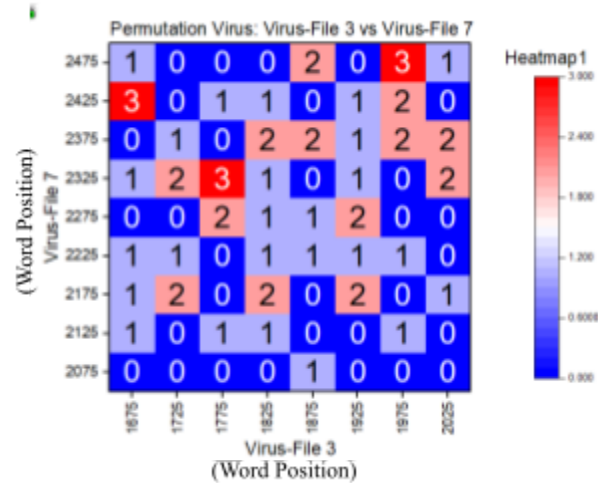 Permutation Virus: Virus-File 3 vs Virus-File 7
Heatmap1
(Word Position)
Virus-File 7
2475 1 0 0 0 2 0 3 1
2425 3 0 1 1 0 1 2 0
2375 0 1 0 2 2 1 2 2
2325 1 2 3 1 0 1 0 2
2275 0 0 2 1 1 2 0 0
2225 1 1 0 1 1 1 1 0
2175 1 2 0 2 0 2 0 1
2125 1 0 1 1 0 0 1 0
2075 0 0 0 0 1 0 0 0
1675 1725 1775 1825 1875 1925 1975 2025
Virus-File 3
(Word Position)
3.000
2.400
1.800
1.200
0.6000
0.000